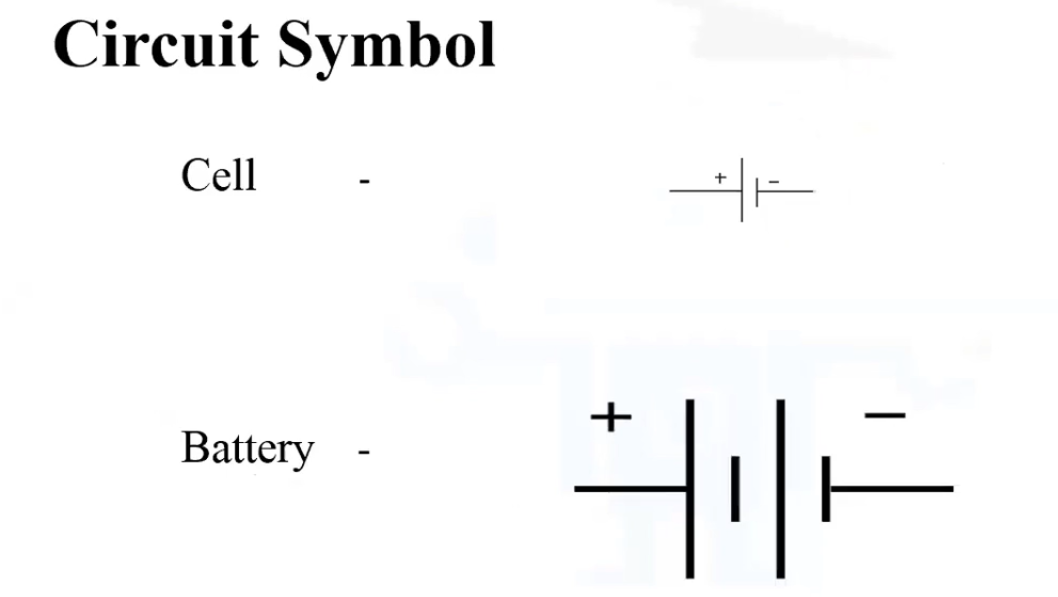 Circuit Symbol
Cell -
+ -
Battery -
+ -